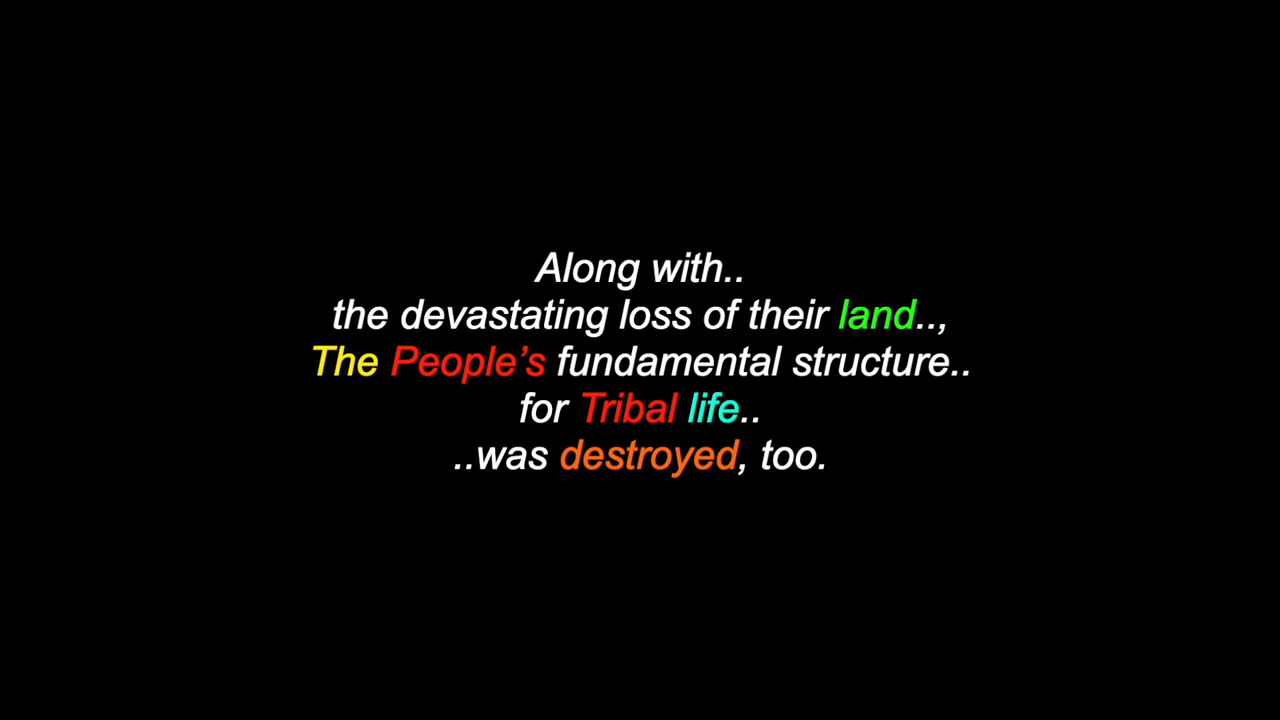 Along with..
the devastating loss of their land..,
The People’s fundamental structure..
for Tribal life..
..was destroyed, too.